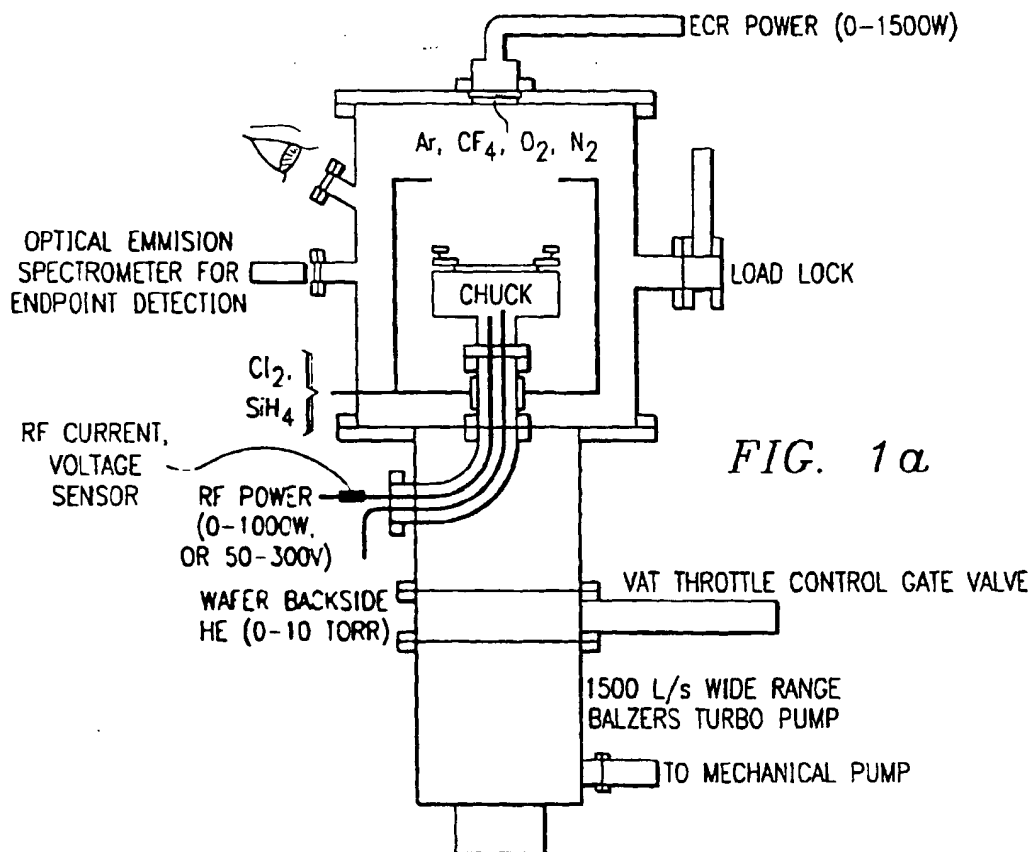 ECR POWER (0-1500W)
Ar, CF4, O2, N2
OPTICAL EMMISION
SPECTROMETER FOR
ENDPOINT DETECTION
LOAD LOCK
CHUCK
Cl2,
SiH4
RF CURRENT,
VOLTAGE
SENSOR
FIG. 1a
RF POWER
(0-1000W,
OR 50-300V)
WAFER BACKSIDE
HE (0-10 TORR)
VAT THROTTLE CONTROL GATE VALVE
1500 L/s WIDE RANGE
BALZERS TURBO PUMP
TO MECHANICAL PUMP